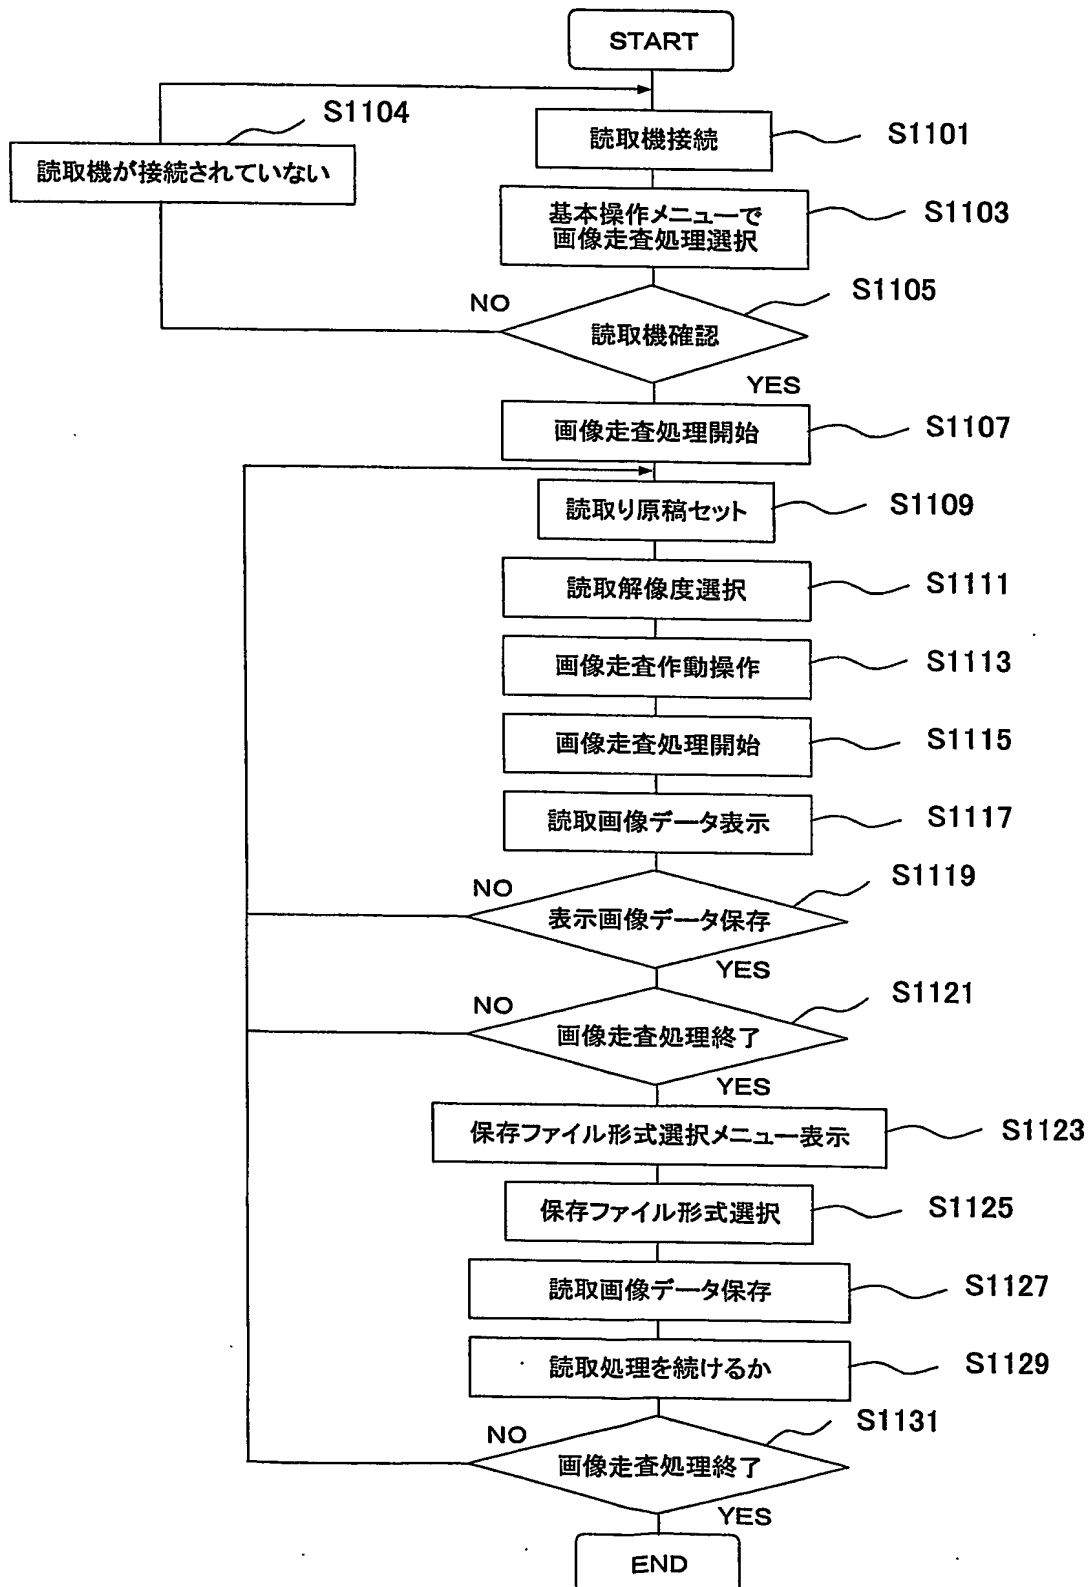 START
S1104
読取機が接続されていない
読取機接続
S1101
基本操作メニューで
画像走査処理選択
S1103
NO
S1105
読取機確認
YES
画像走査処理開始
S1107
読取り原稿セット
S1109
読取解像度選択
S1111
画像走査作動操作
S1113
画像走査処理開始
S1115
読取画像データ表示
S1117
NO
S1119
表示画像データ保存
YES
NO
S1121
画像走査処理終了
YES
保存ファイル形式選択メニュー表示
S1123
保存ファイル形式選択
S1125
読取画像データ保存
S1127
読取処理を続けるか
S1129
NO
S1131
画像走査処理終了
YES
END